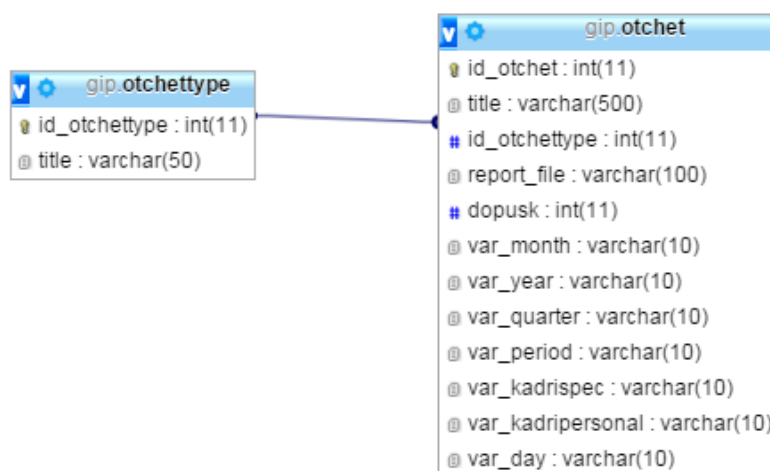 gip.otchettype
id_otchettype : int(11)
title : varchar(50)
gip.otchet
id_otchet : int(11)
title : varchar(500)
# id_otchettype : int(11)
report_file : varchar(100)
# dopusk : int(11)
var_month : varchar(10)
var_year : varchar(10)
var_quarter : varchar(10)
var_period : varchar(10)
var_kadrispec : varchar(10)
var_kadripersonal : varchar(10)
var_day : varchar(10)